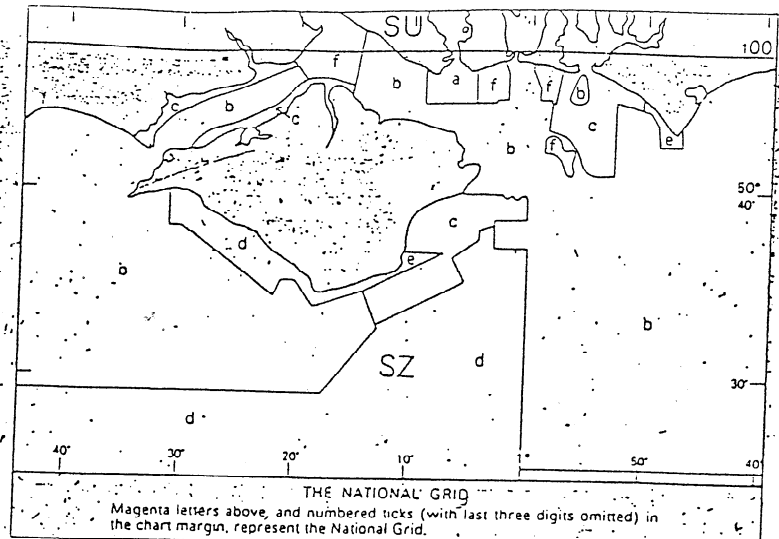 SU
100
f
a
b
a
f
f
b
c
b
c
c
b
f
e
50°
40'
c
d
e
b
b
SZ
d
30'
d
40'
30'
20'
10'
1°
50'
40'
THE NATIONAL GRID
Magenta letters above, and numbered ticks (with last three digits omitted) in
the chart margin, represent the National Grid.